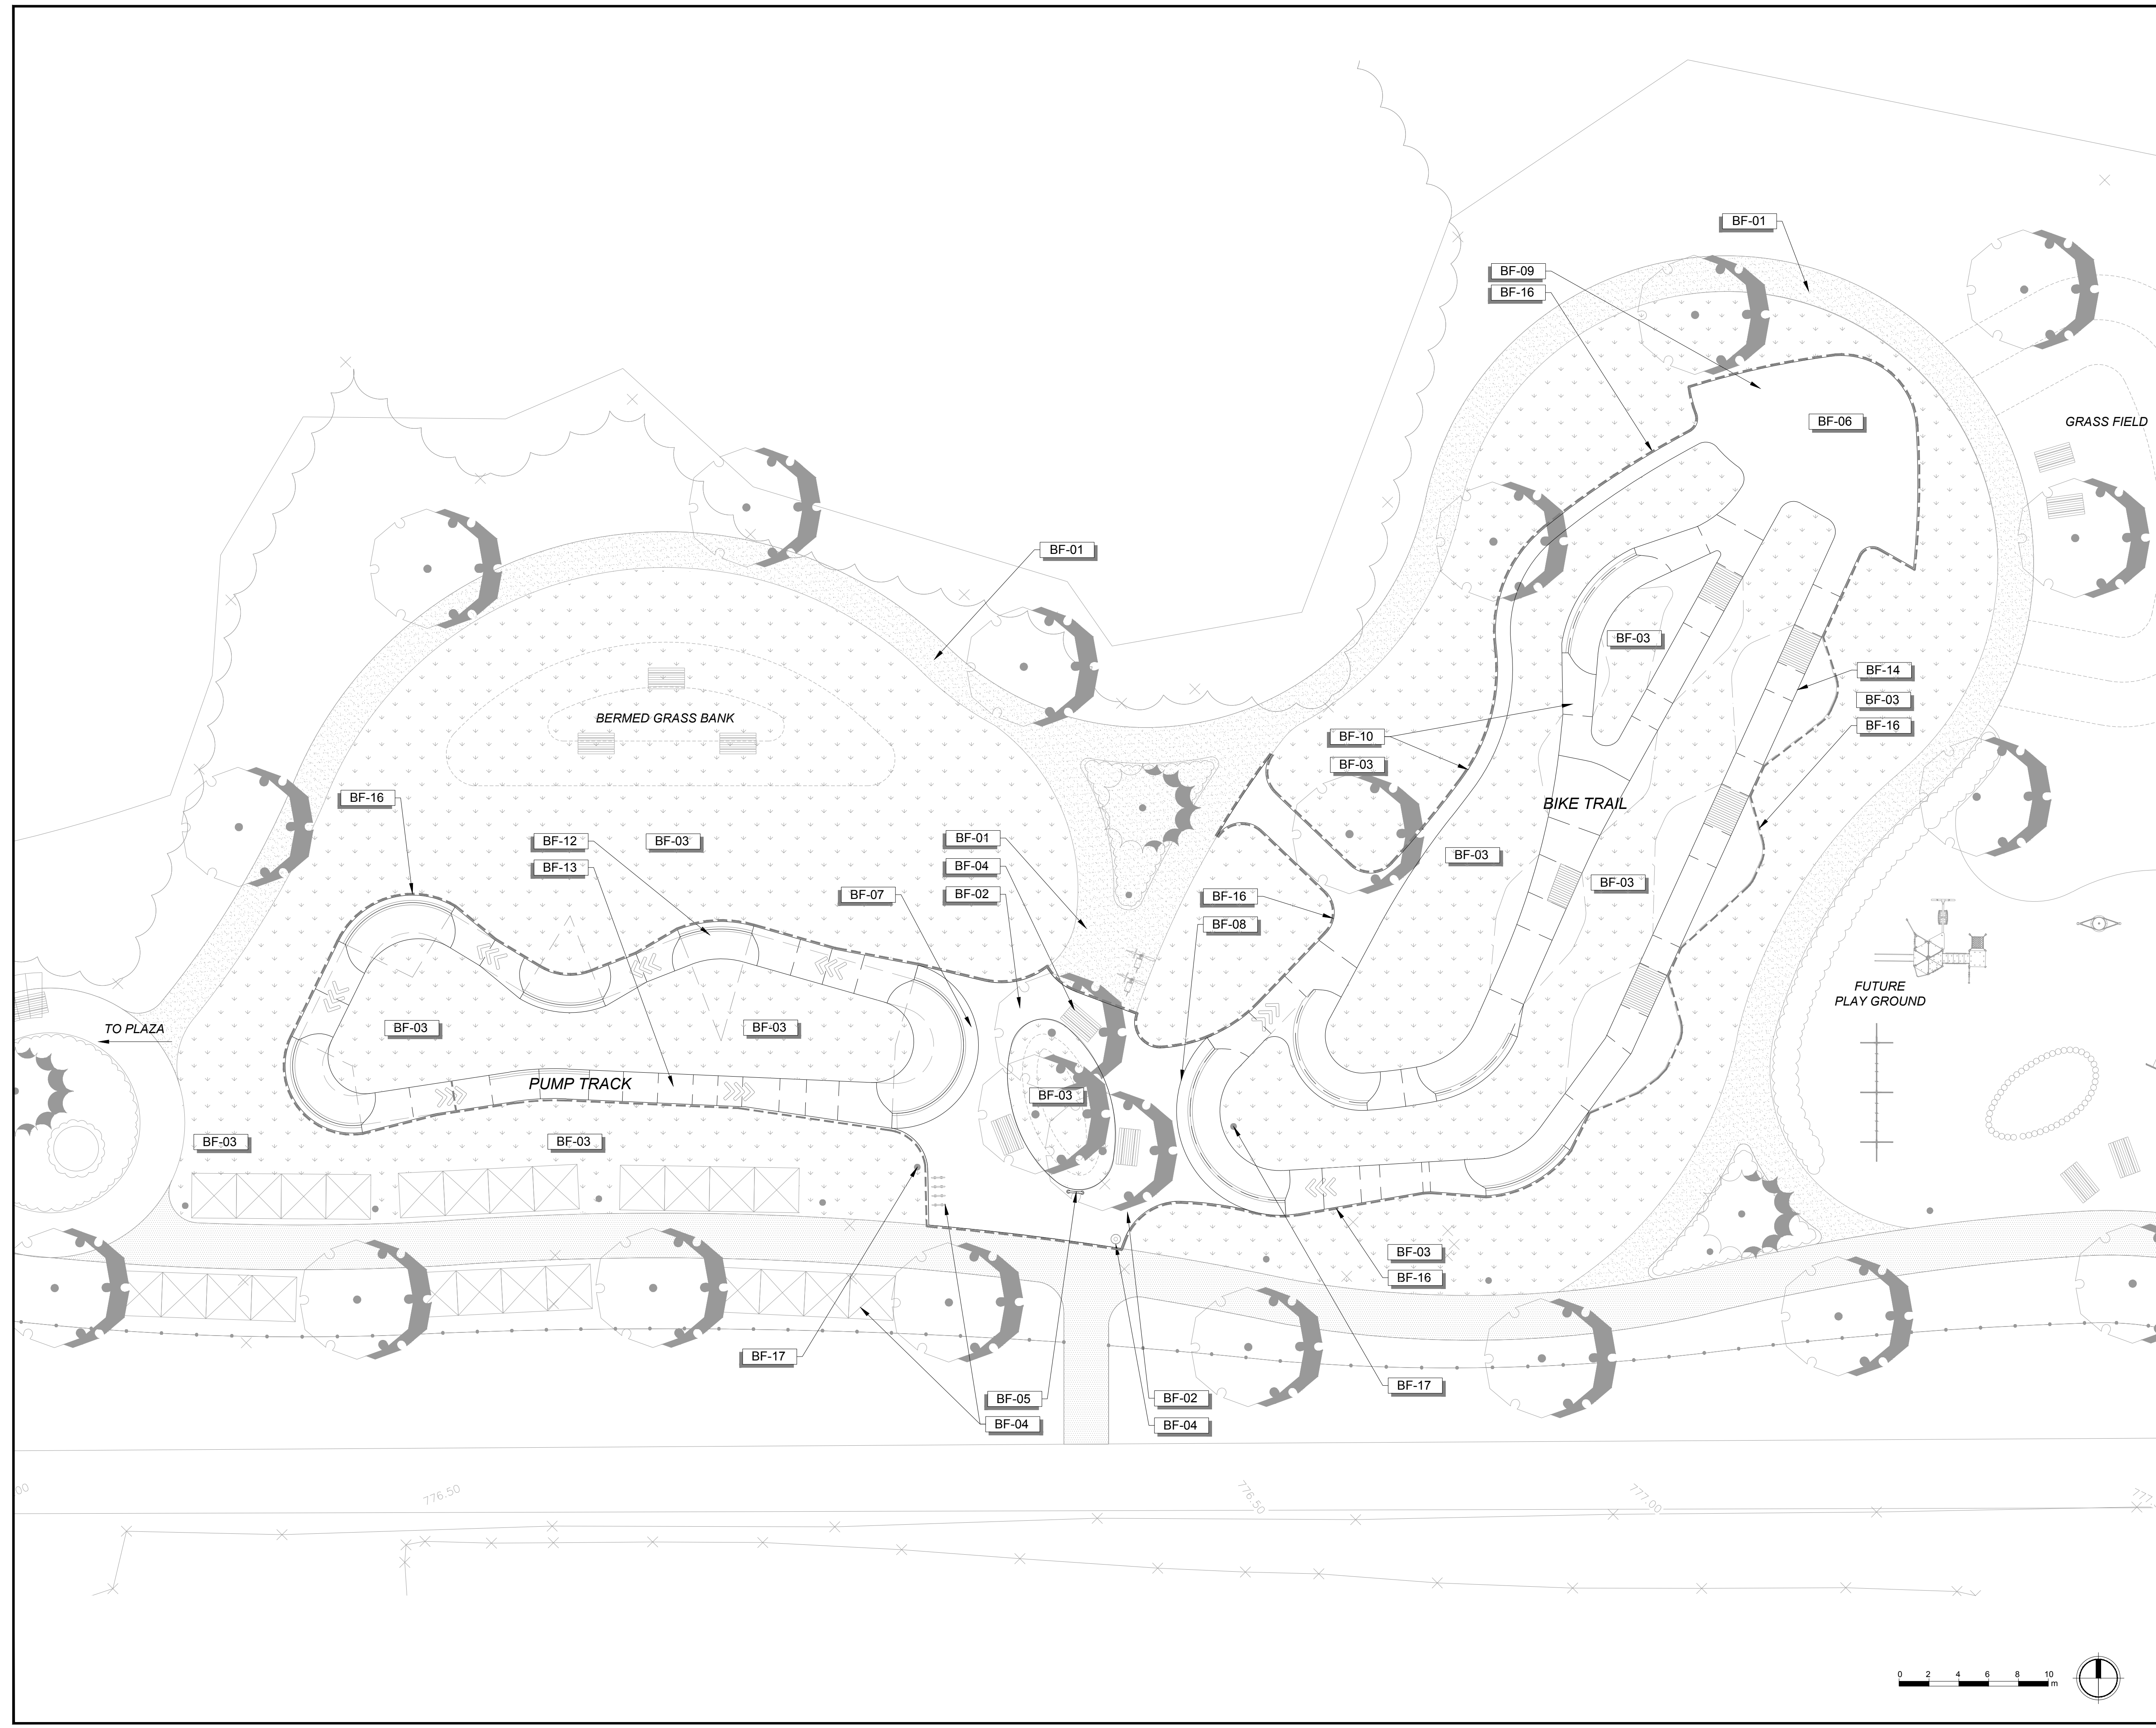 BF-01
BF-09
BF-16
BF-06
GRASS FIELD
BF-01
BF-03
BF-14
BF-03
BF-16
BERMED GRASS BANK
BF-10
BF-03
BIKE TRAIL
BF-16
BF-12
BF-03
BF-13
BF-01
BF-04
BF-02
BF-07
BF-03
BF-03
BF-16
BF-08
FUTURE
PLAY GROUND
TO PLAZA
BF-03
BF-03
PUMP TRACK
BF-03
BF-03
BF-03
BF-03
BF-16
BF-17
BF-05
BF-04
BF-02
BF-04
BF-17
00
776.50
776.50
777.00
777.
0 2 4 6 8 10
m